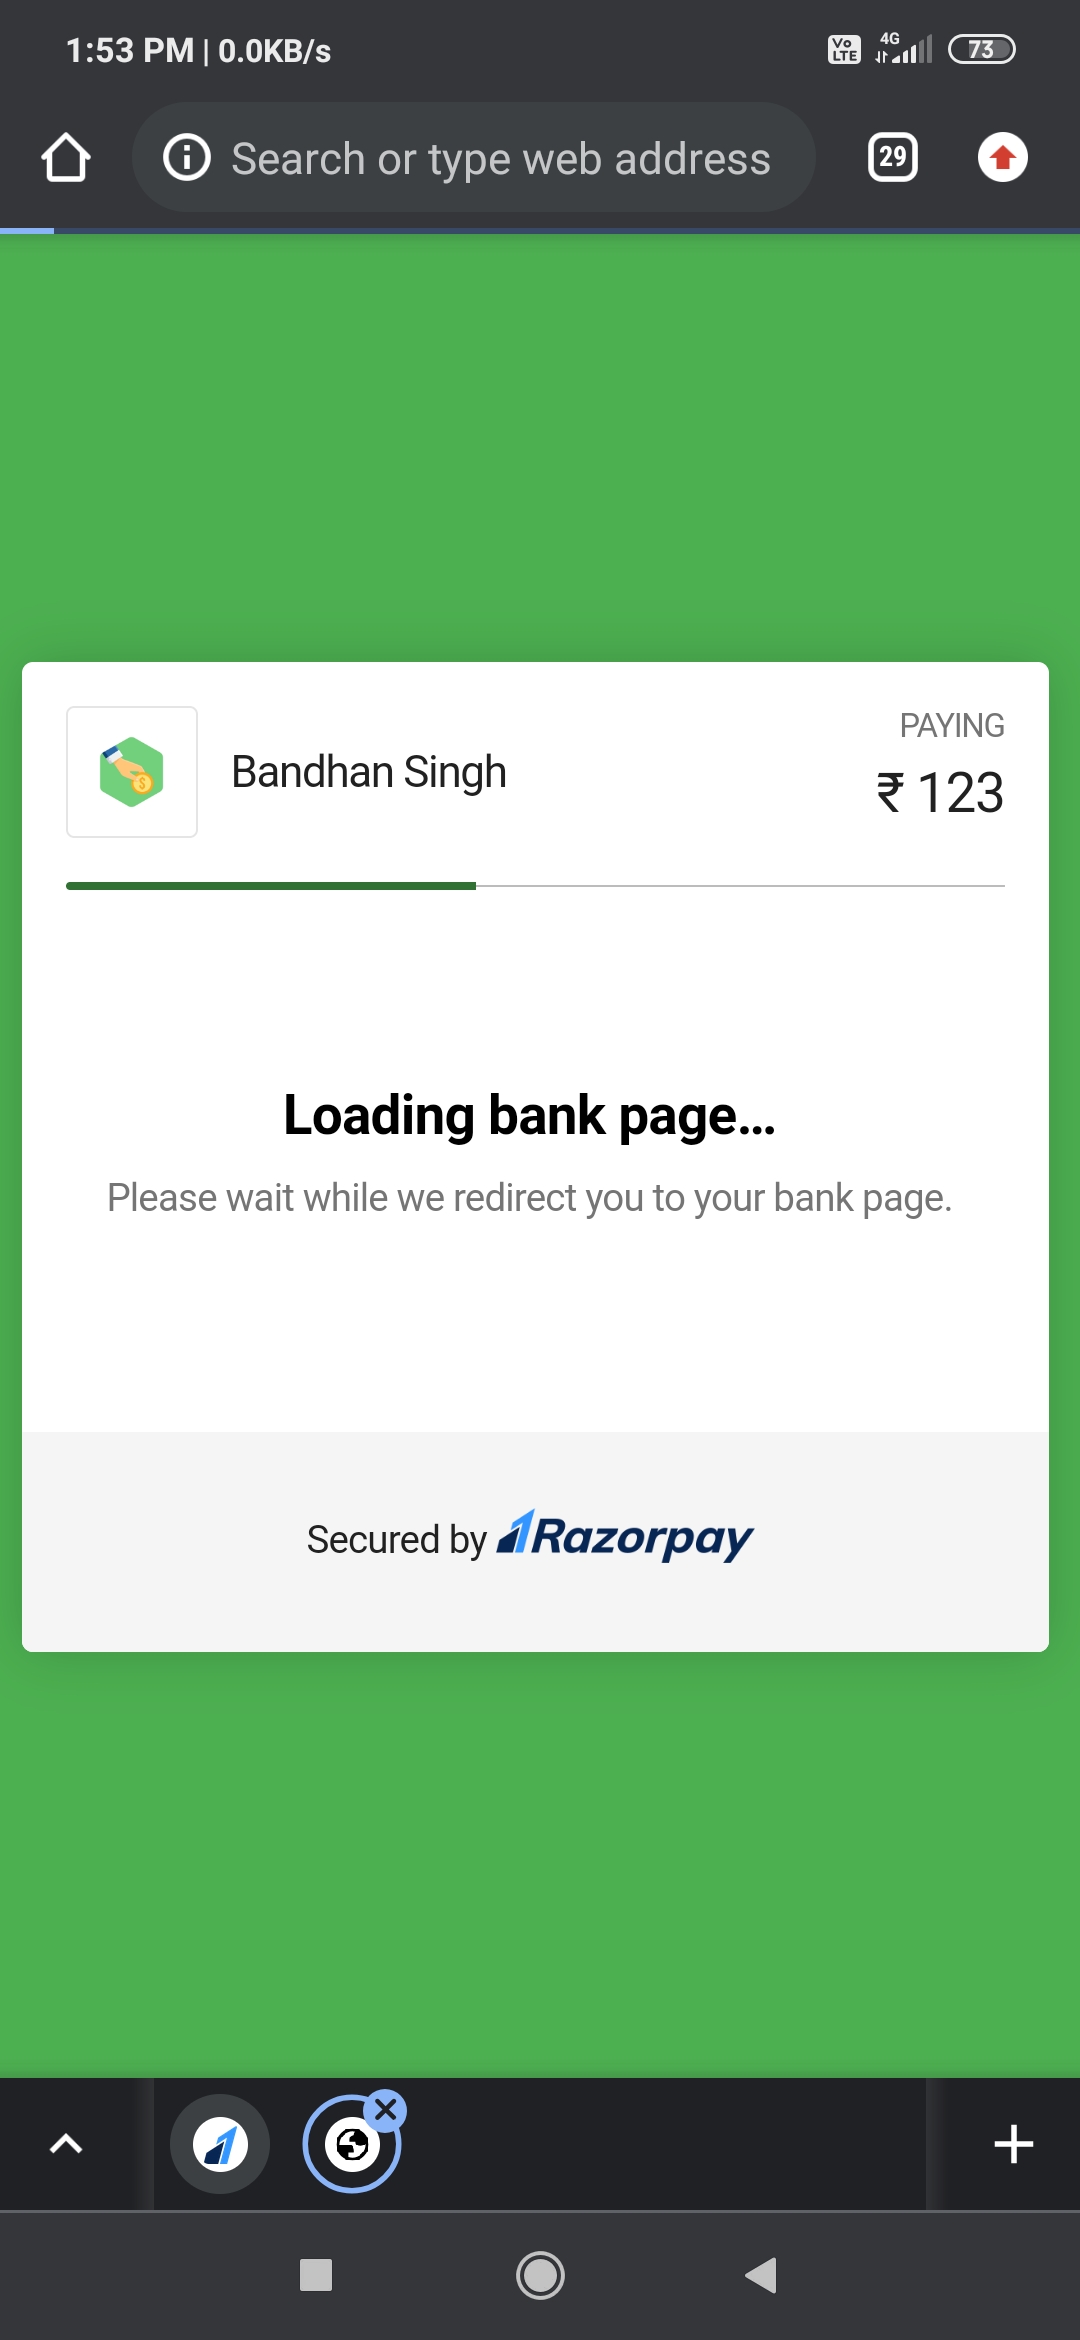 1:53 PM | 0.0KB/s
Vo LTE 4G 73
Search or type web address
29
PAYING
Bandhan Singh
₹ 123
Loading bank page...
Please wait while we redirect you to your bank page.
Secured by Razorpay